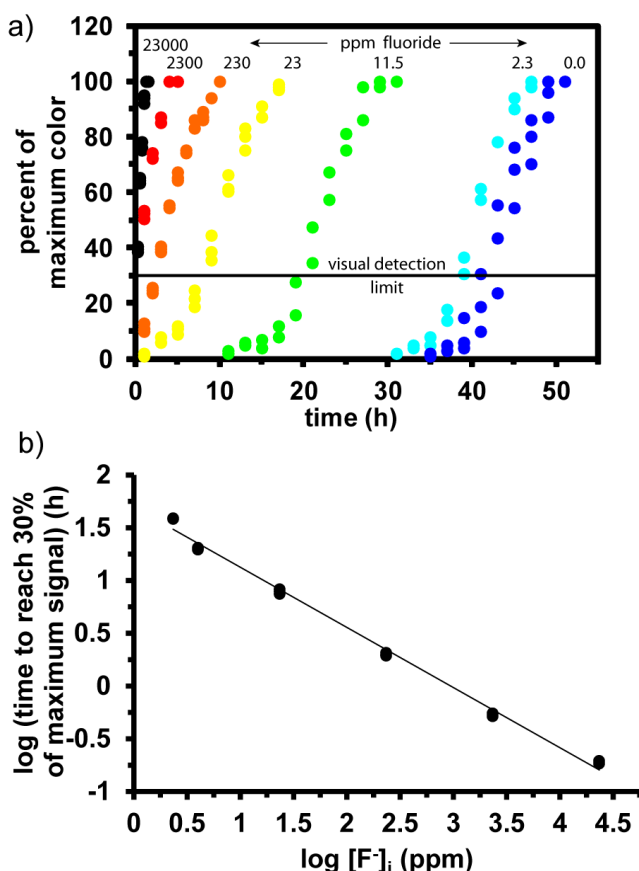 a)
120
100
80
60
40
20
0
percent of
maximum color
23000
2300
230
23
ppm fluoride
11.5
2.3
0.0
visual detection
limit
0 10 20 30 40 50
time (h)
b)
2
1.5
1
0.5
0
-0.5
-1
log (time to reach 30%
of maximum signal) (h)
0 0.5 1 1.5 2 2.5 3 3.5 4 4.5
log [F-]i (ppm)